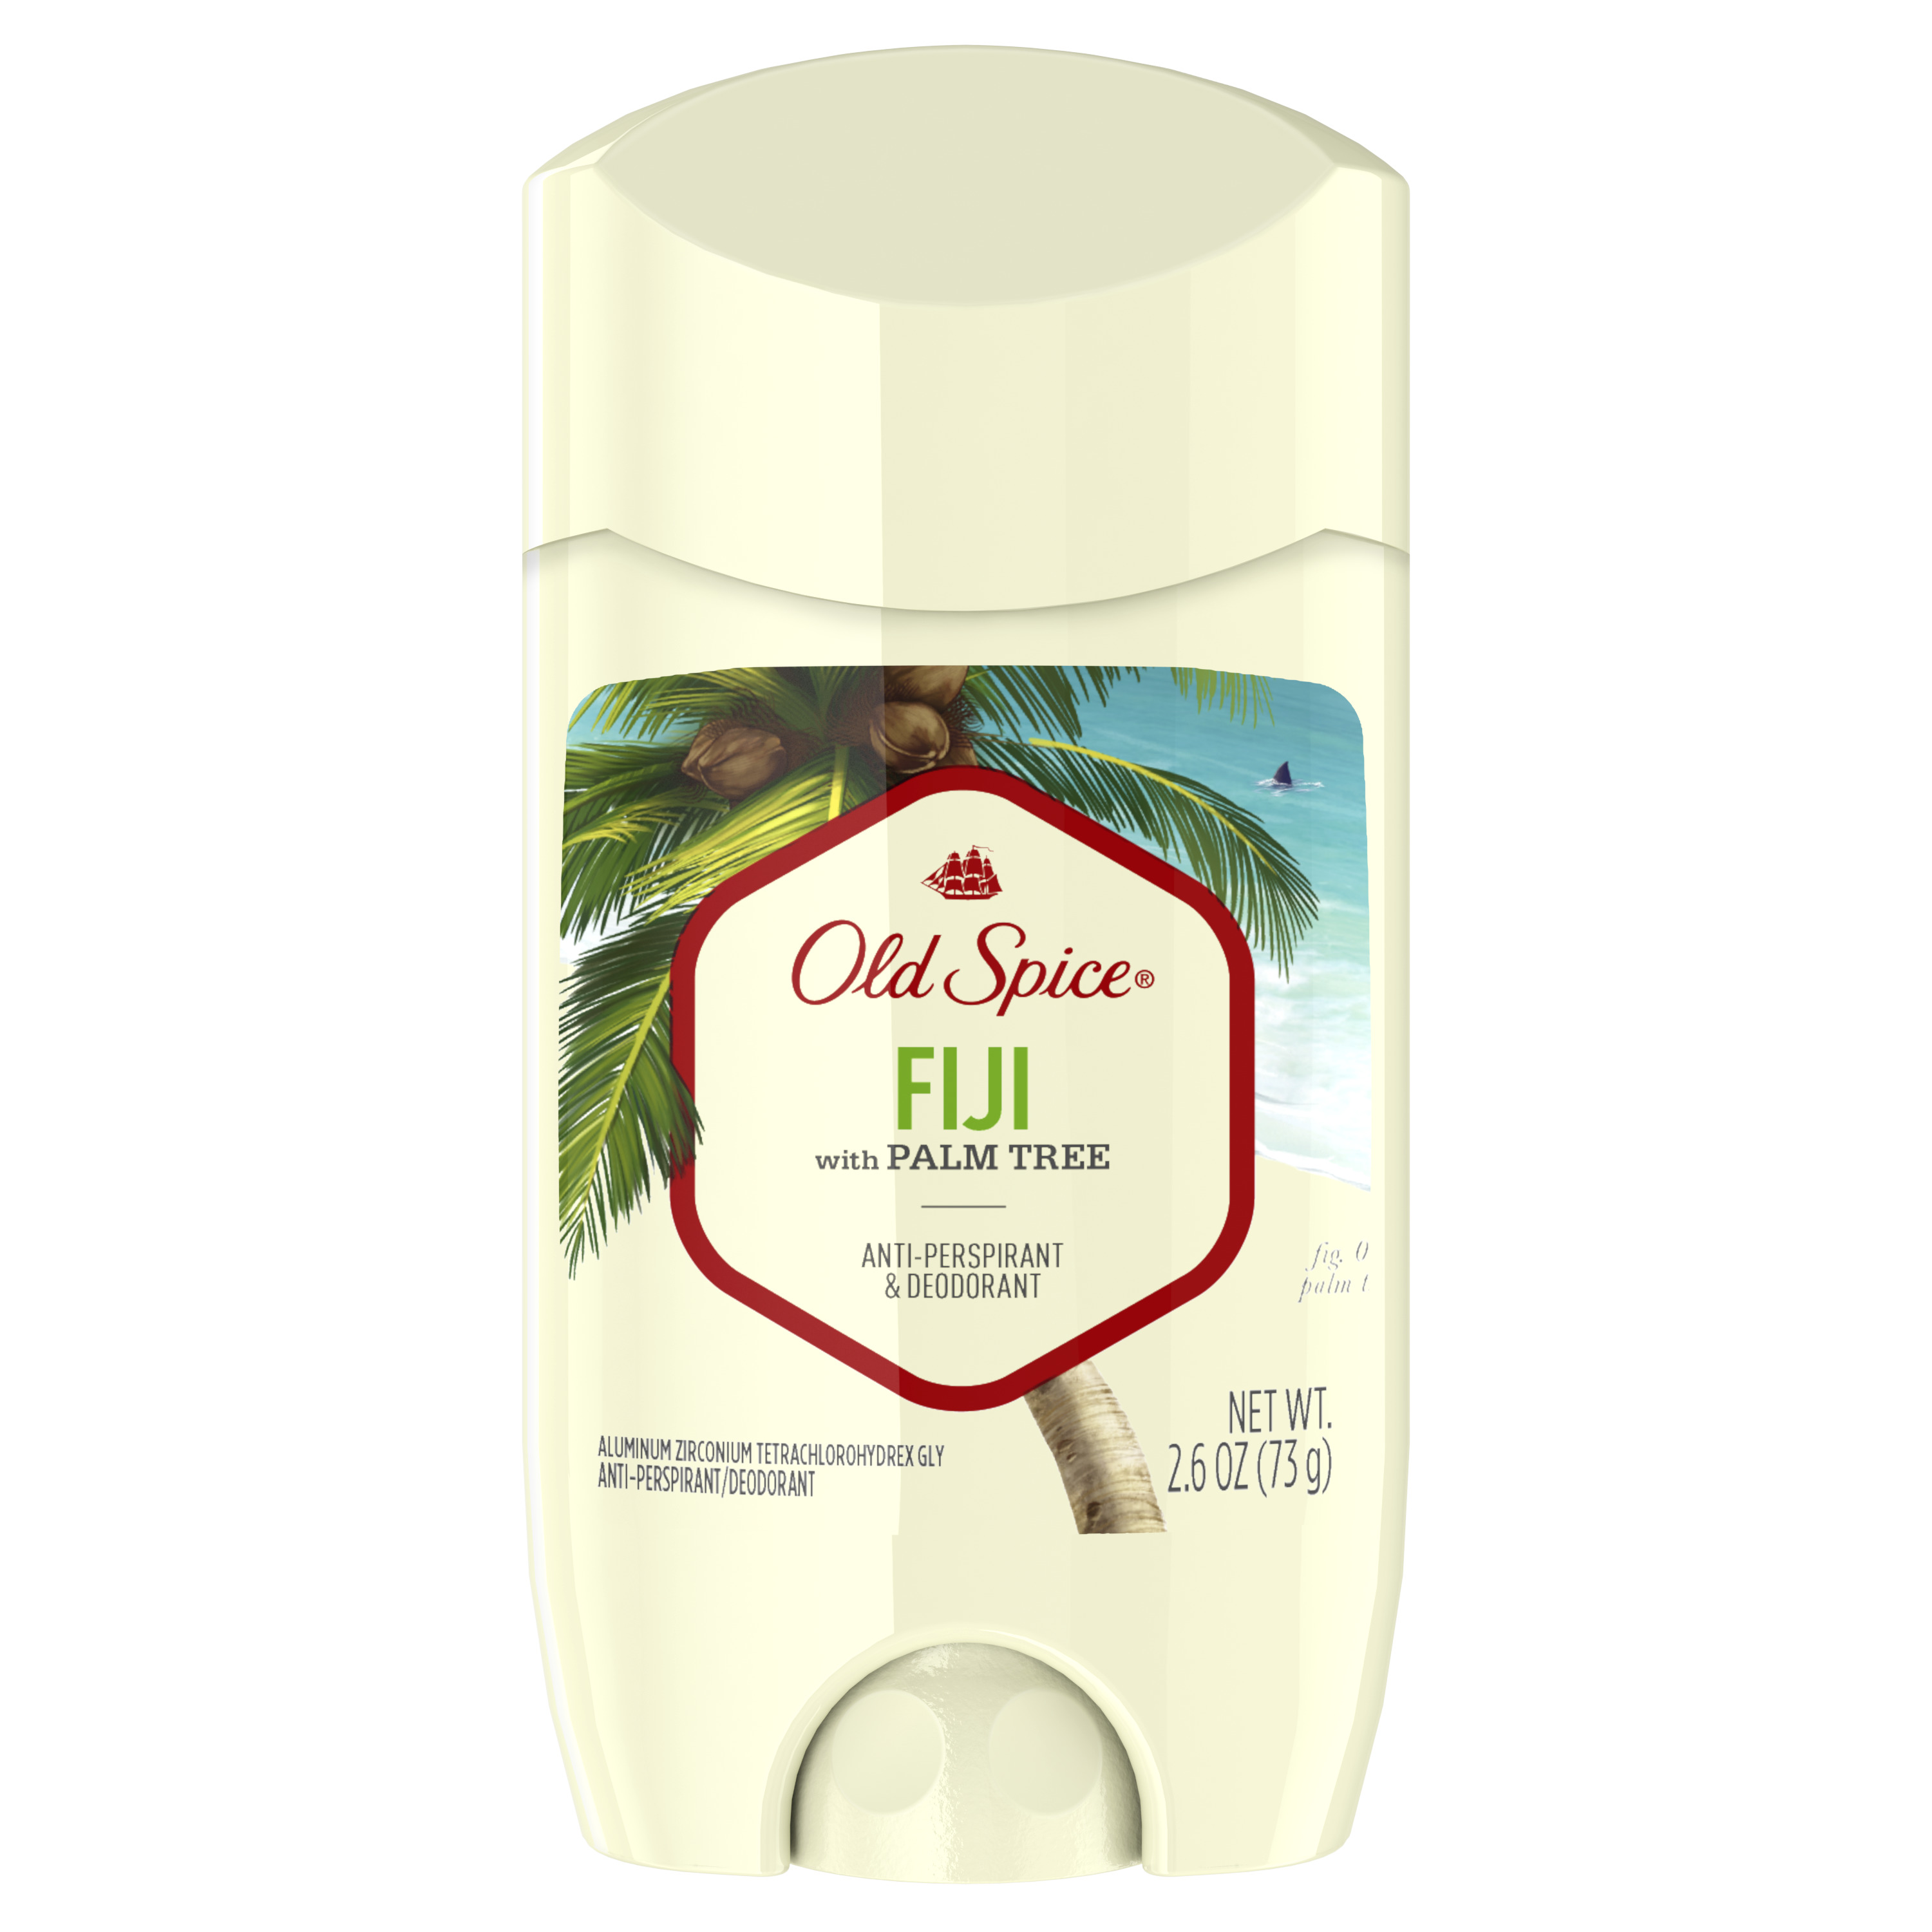 Old Spice®
FIJI
with PALM TREE
ANTI-PERSPIRANT
& DEODORANT
fig. 0
palm t
NET WT.
2.6 OZ (73 g)
ALUMINUM ZIRCONIUM TETRACHLOROHYDREX GLY
ANTI-PERSPIRANT/DEODORANT